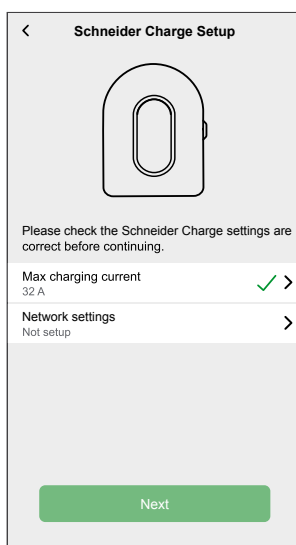 Schneider Charge Setup
Please check the Schneider Charge settings are
correct before continuing.
Max charging current
32 A
Network settings
Not setup
Next